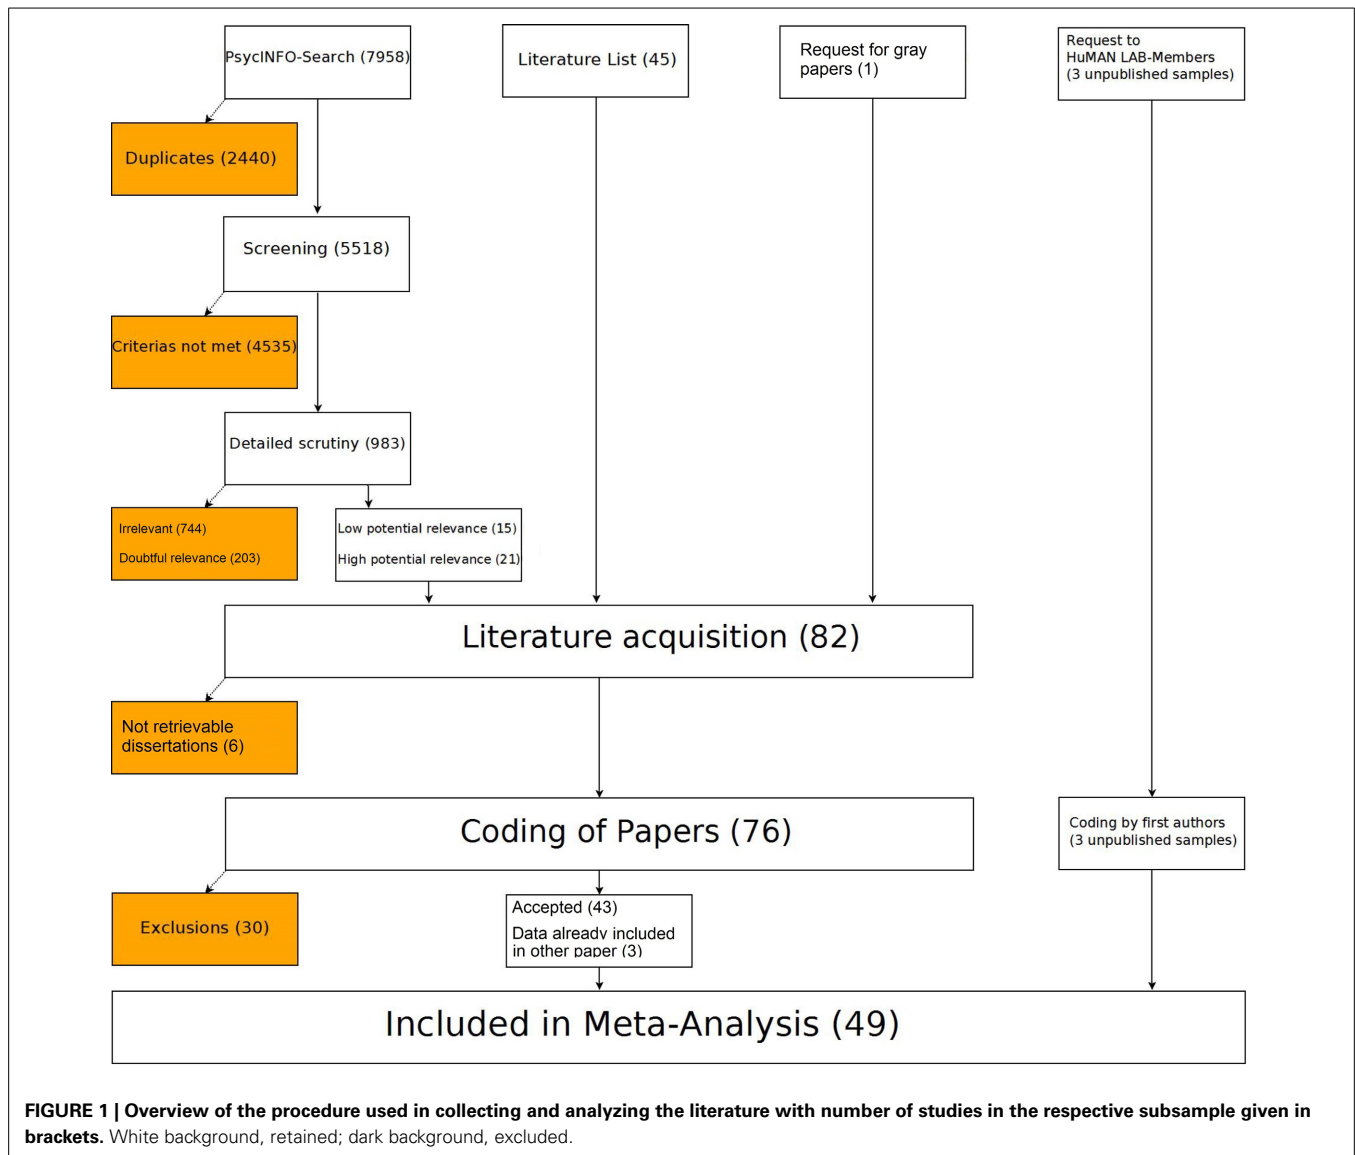 PsycINFO-Search (7958)
Literature List (45)
Request for gray
papers (1)
Request to
HuMAN LAB-Members
(3 unpublished samples)
Duplicates (2440)
Screening (5518)
Criterias not met (4535)
Detailed scrutiny (983)
Irrelevant (744)
Doubtful relevance (203)
Low potential relevance (15)
High potential relevance (21)
Literature acquisition (82)
Not retrievable
dissertations (6)
Coding of Papers (76)
Coding by first authors
(3 unpublished samples)
Exclusions (30)
Accepted (43)
Data already included
in other paper (3)
Included in Meta-Analysis (49)
FIGURE 1 | Overview of the procedure used in collecting and analyzing the literature with number of studies in the respective subsample given in
brackets. White background, retained; dark background, excluded.